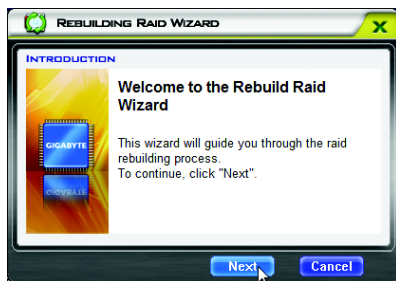 REBUILDING RAID WIZARD
X
INTRODUCTION
Welcome to the Rebuild Raid
Wizard
GIGABYTE
This wizard will guide you through the raid
rebuilding process.
To continue, click "Next".
GIGABYTE
Next
Cancel